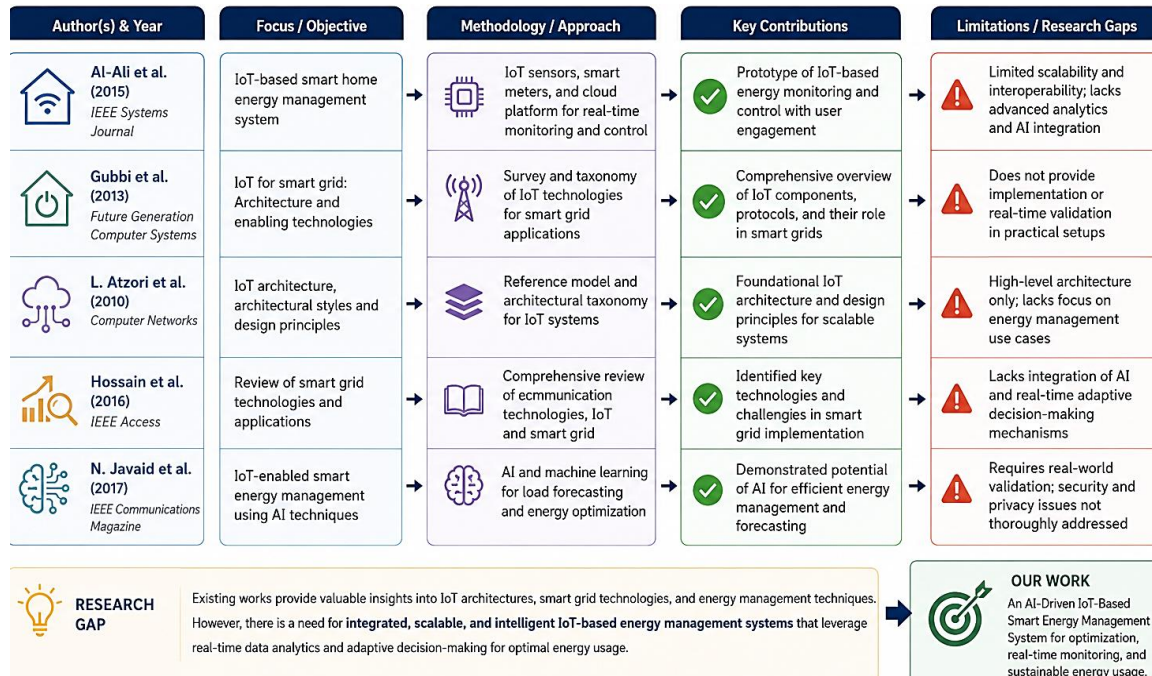 Author(s) & Year
Focus / Objective
Methodology / Approach
Key Contributions
Limitations / Research Gaps
Al-Ali et al.
(2015)
IEEE Systems
Journal
IoT-based smart home
energy management
system
IoT sensors, smart
meters, and cloud
platform for real-time
monitoring and control
Prototype of IoT-based
energy monitoring and
control with user
engagement
Limited scalability and
interoperability; lacks
advanced analytics
and AI integration
Gubbi et al.
(2013)
Future Generation
Computer Systems
IoT for smart grid:
Architecture and
enabling technologies
Survey and taxonomy
of IoT technologies
for smart grid
applications
Comprehensive overview
of IoT components,
protocols, and their role
in smart grids
Does not provide
implementation or
real-time validation
in practical setups
L. Atzori et al.
(2010)
Computer Networks
IoT architecture,
architectural styles and
design principles
Reference model and
architectural taxonomy
for IoT systems
Foundational IoT
architecture and design
principles for scalable
systems
High-level architecture
only; lacks focus on
energy management
use cases
Hossain et al.
(2016)
IEEE Access
Review of smart grid
technologies and
applications
Comprehensive review
of ecmmunication
technologies, IoT
and smart grid
Identified key
technologies and
challenges in smart
grid implementation
Lacks integration of AI
and real-time adaptive
decision-making
mechanisms
N. Javaid et al.
(2017)
IEEE Communications
Magazine
IoT-enabled smart
energy management
using AI techniques
AI and machine learning
for load forecasting
and energy optimization
Demonstrated potential
of AI for efficient energy
management and
forecasting
Requires real-world
validation; security and
privacy issues not
thoroughly addressed
RESEARCH
GAP
Existing works provide valuable insights into IoT architectures, smart grid technologies, and energy management techniques.
However, there is a need for integrated, scalable, and intelligent IoT-based energy management systems that leverage
real-time data analytics and adaptive decision-making for optimal energy usage.
OUR WORK
An AI-Driven IoT-Based
Smart Energy Management
System for optimization,
real-time monitoring, and
sustainable energy usage.